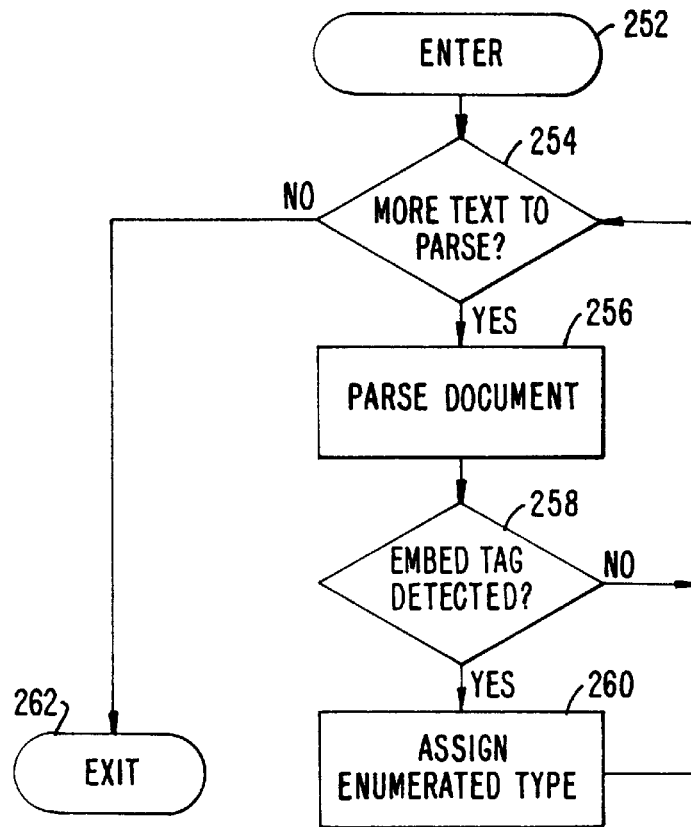 ENTER
252
254
NO
MORE TEXT TO
PARSE?
YES
256
PARSE DOCUMENT
258
EMBED TAG
DETECTED?
NO
YES
260
ASSIGN
ENUMERATED TYPE
262
EXIT